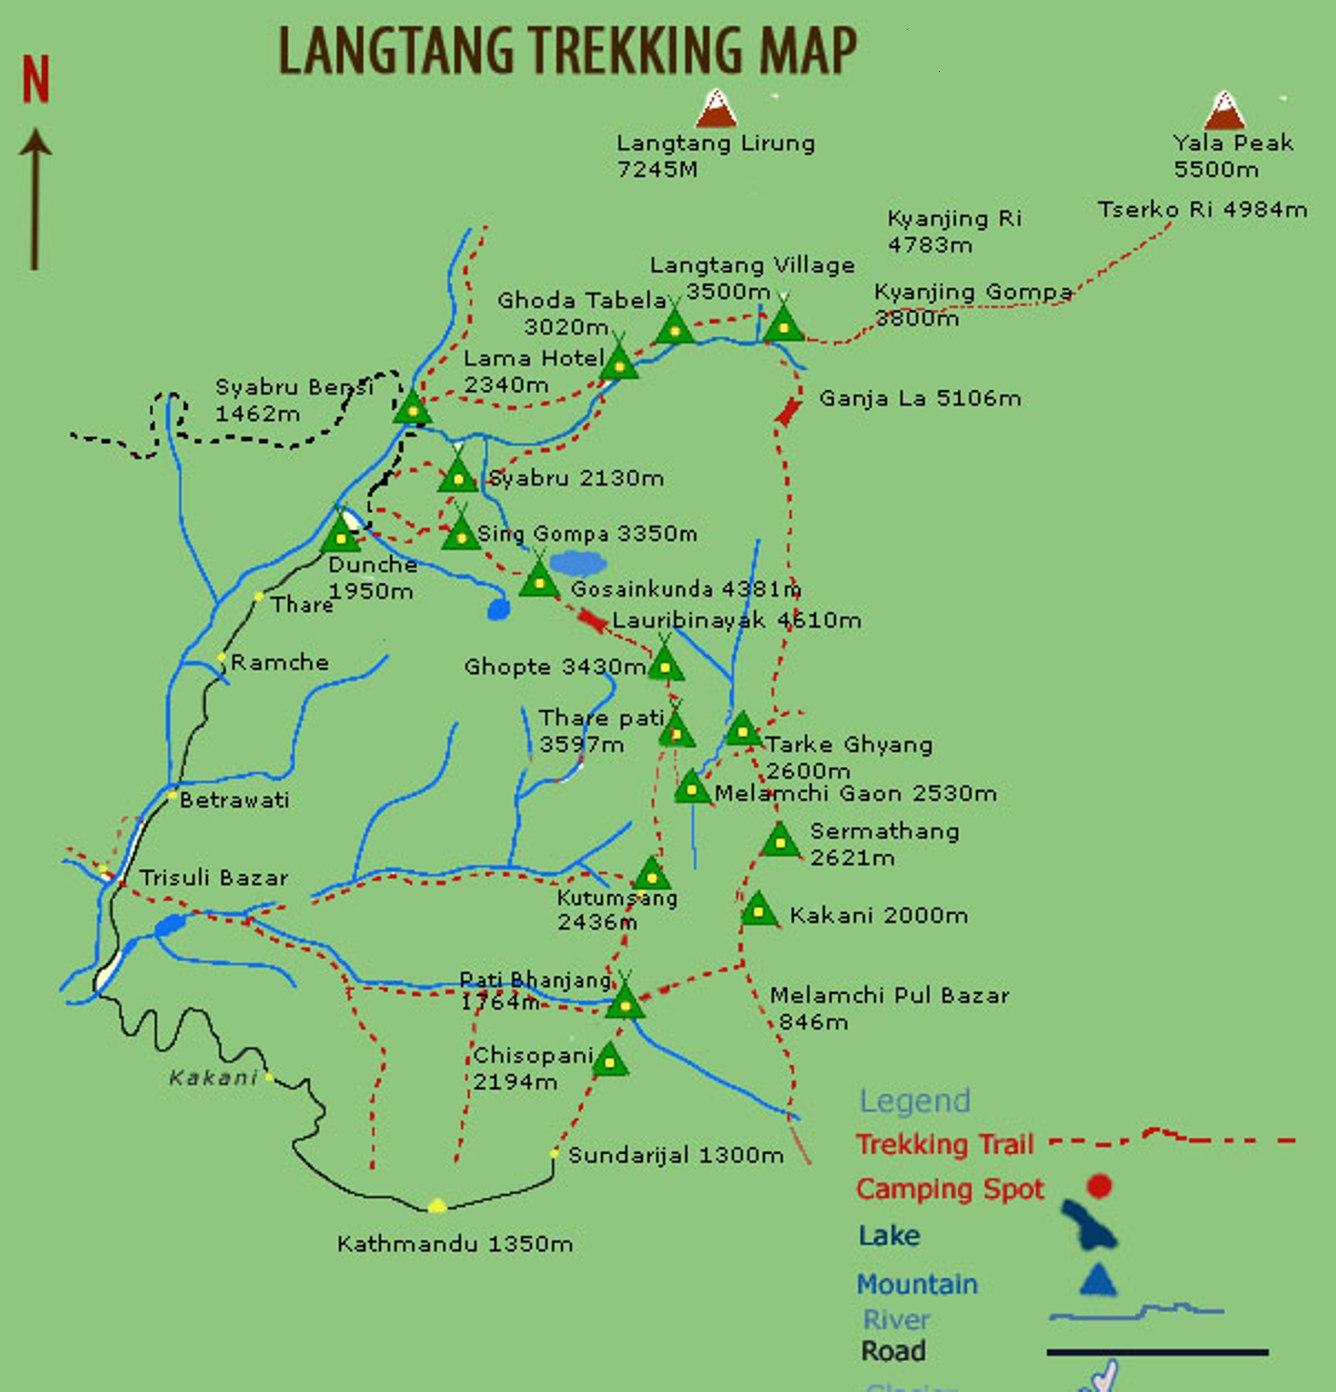 LANGTANG TREKKING MAP
N
Langtang Lirung
7245M
Yala Peak
5500m
Tserko Ri 4984m
Kyanjing Ri
4783m
Langtang Village
3500m
Kyanjing Gompa
3800m
Ghoda Tabela
3020m
Lama Hotel
2340m
Syabru Bensi
1462m
Ganja La 5106m
Syabru 2130m
Sing Gompa 3350m
Dunche
1950m
Gosainkunda 4381m
Thare
Lauribinayak 4610m
Ramche
Ghopte 3430m
Thare pati
3597m
Tarke Ghyang
2600m
Betrawati
Melamchi Gaon 2530m
Sermathang
2621m
Trisuli Bazar
Kutumsang
2436m
Kakani 2000m
Pati Bhanjang
1764m
Melamchi Pul Bazar
846m
Chisopani
2194m
Kakani
Sundarijal 1300m
Kathmandu 1350m
Legend
Trekking Trail
Camping Spot
Lake
Mountain
River
Road
Glacier